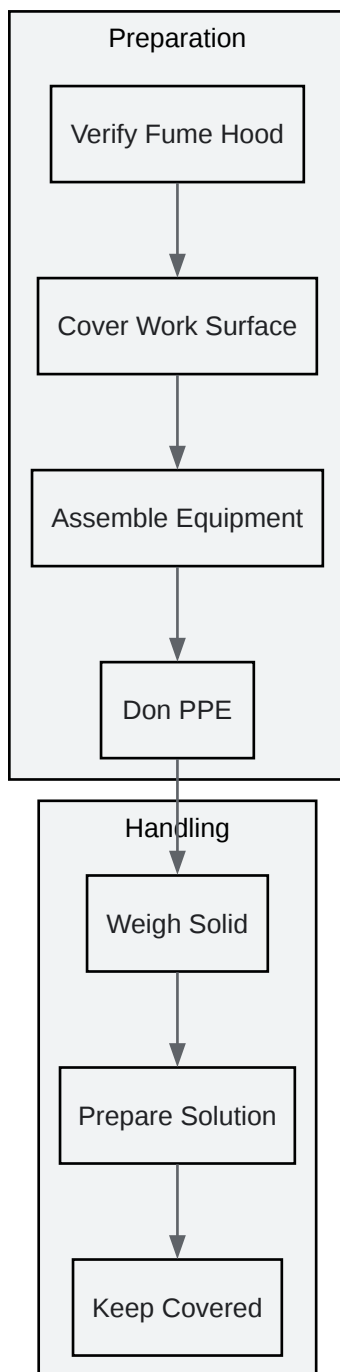 Preparation
Verify Fume Hood
Cover Work Surface
Assemble Equipment
Don PPE
Handling
Weigh Solid
Prepare Solution
Keep Covered